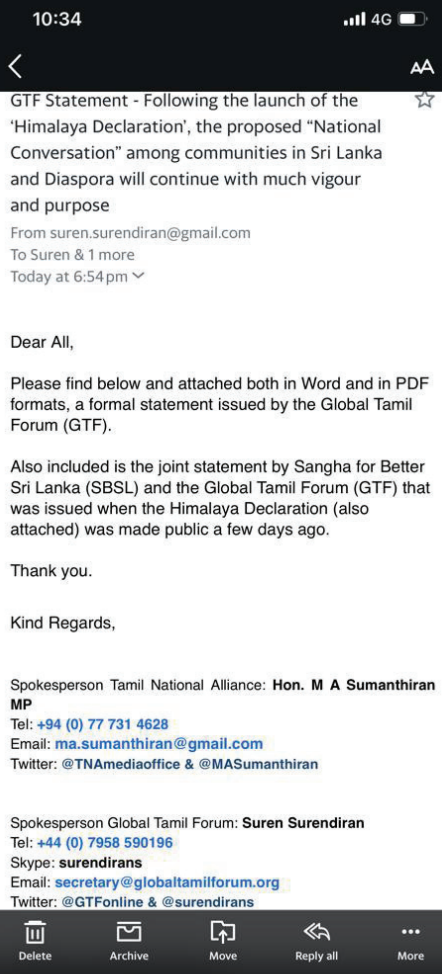 10:34
4G
AA
GTF Statement - Following the launch of the
‘Himalaya Declaration’, the proposed “National
Conversation” among communities in Sri Lanka
and Diaspora will continue with much vigour
and purpose
From suren.surendiran@gmail.com
To Suren & 1 more
Today at 6:54pm
Dear All,
Please find below and attached both in Word and in PDF
formats, a formal statement issued by the Global Tamil
Forum (GTF).
Also included is the joint statement by Sangha for Better
Sri Lanka (SBSL) and the Global Tamil Forum (GTF) that
was issued when the Himalaya Declaration (also
attached) was made public a few days ago.
Thank you.
Kind Regards,
Spokesperson Tamil National Alliance: Hon. M A Sumanthiran
MP
Tel: +94 (0) 77 731 4628
Email: ma.sumanthiran@gmail.com
Twitter: @TNAmediaoffice & @MASumanthiran
Spokesperson Global Tamil Forum: Suren Surendiran
Tel: +44 (0) 7958 590196
Skype: surendirans
Email: secretary@globaltamilforum.org
Twitter: @GTFonline & @surendirans
Delete Archive Move Reply all More